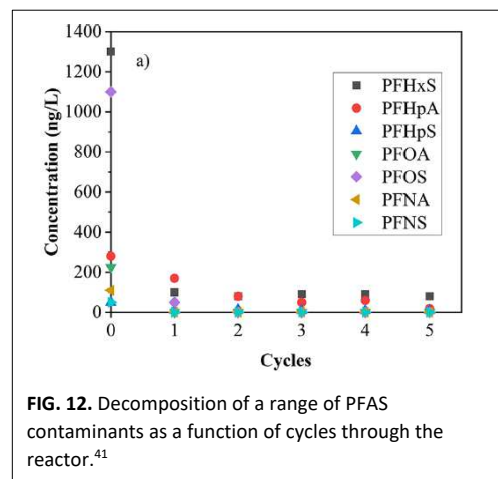 1400
1200
1000
800
600
400
200
0
Concentration (ng/L)
a)
PFHxS
PFHpA
PFHpS
PFOA
PFOS
PFNA
PFNS
0 1 2 3 4 5
Cycles
FIG. 12. Decomposition of a range of PFAS
contaminants as a function of cycles through the
reactor.41